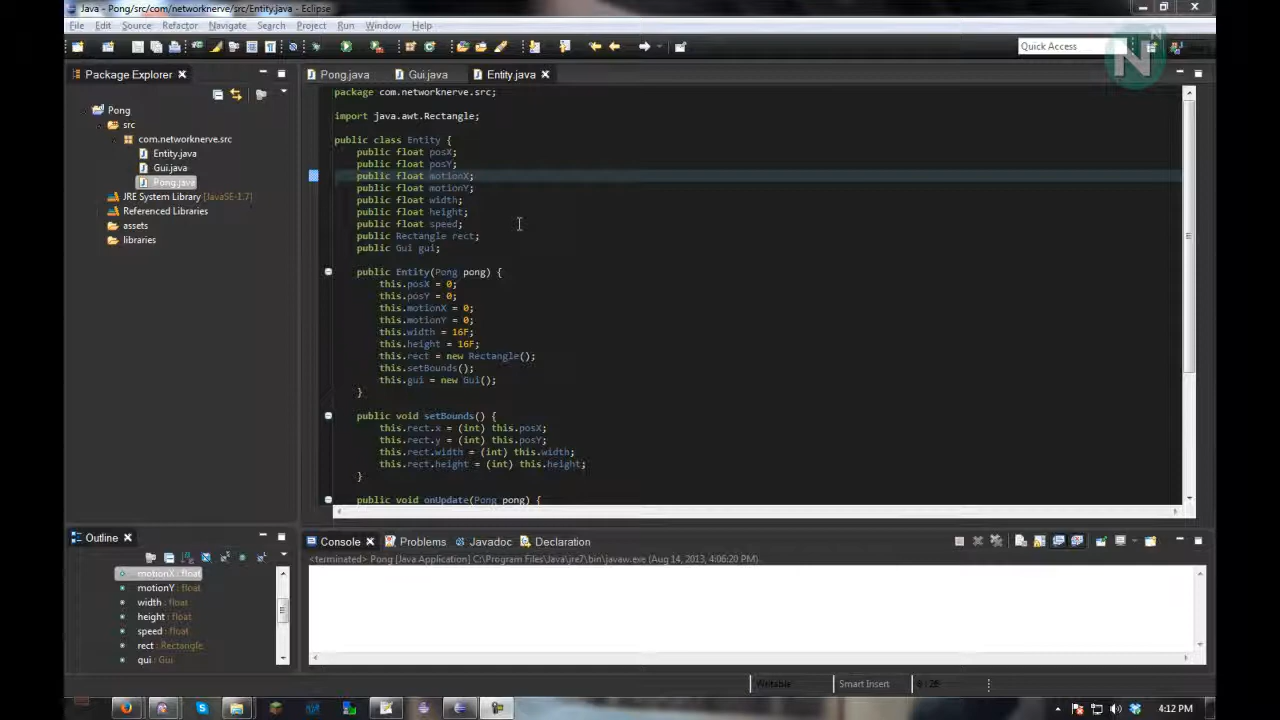 Java - Pong/src/com/networknerve/src/Entity.java - Eclipse
File Edit Source Refactor Navigate Search Project Run Window Help
Quick Access
N
Package Explorer
Pong.java Gui.java Entity.java
Pong
src
com.networknerve.src
Entity.java
Gui.java
Pong.java
JRE System Library [JavaSE-1.7]
Referenced Libraries
assets
libraries
package com.networknerve.src;
import java.awt.Rectangle;
public class Entity {
public float posX;
public float posY;
public float motionX;
public float motionY;
public float width;
public float height;
public float speed;
public Rectangle rect;
public Gui gui;
public Entity(Pong pong) {
this.posX = 0;
this.posY = 0;
this.motionX = 0;
this.motionY = 0;
this.width = 16F;
this.height = 16F;
this.rect = new Rectangle();
this.setBounds();
this.gui = new Gui();
}
public void setBounds() {
this.rect.x = (int) this.posX;
this.rect.y = (int) this.posY;
this.rect.width = (int) this.width;
this.rect.height = (int) this.height;
}
public void onUpdate(Pong pong) {
Outline
motionX : float
motionY : float
width : float
height : float
speed : float
rect : Rectangle
gui : Gui
Console Problems Javadoc Declaration
<terminated> Pong [Java Application] C:\Program Files\Java\jre7\bin\javaw.exe (Aug 14, 2013, 4:06:20 PM)
Writable Smart Insert
4:12 PM